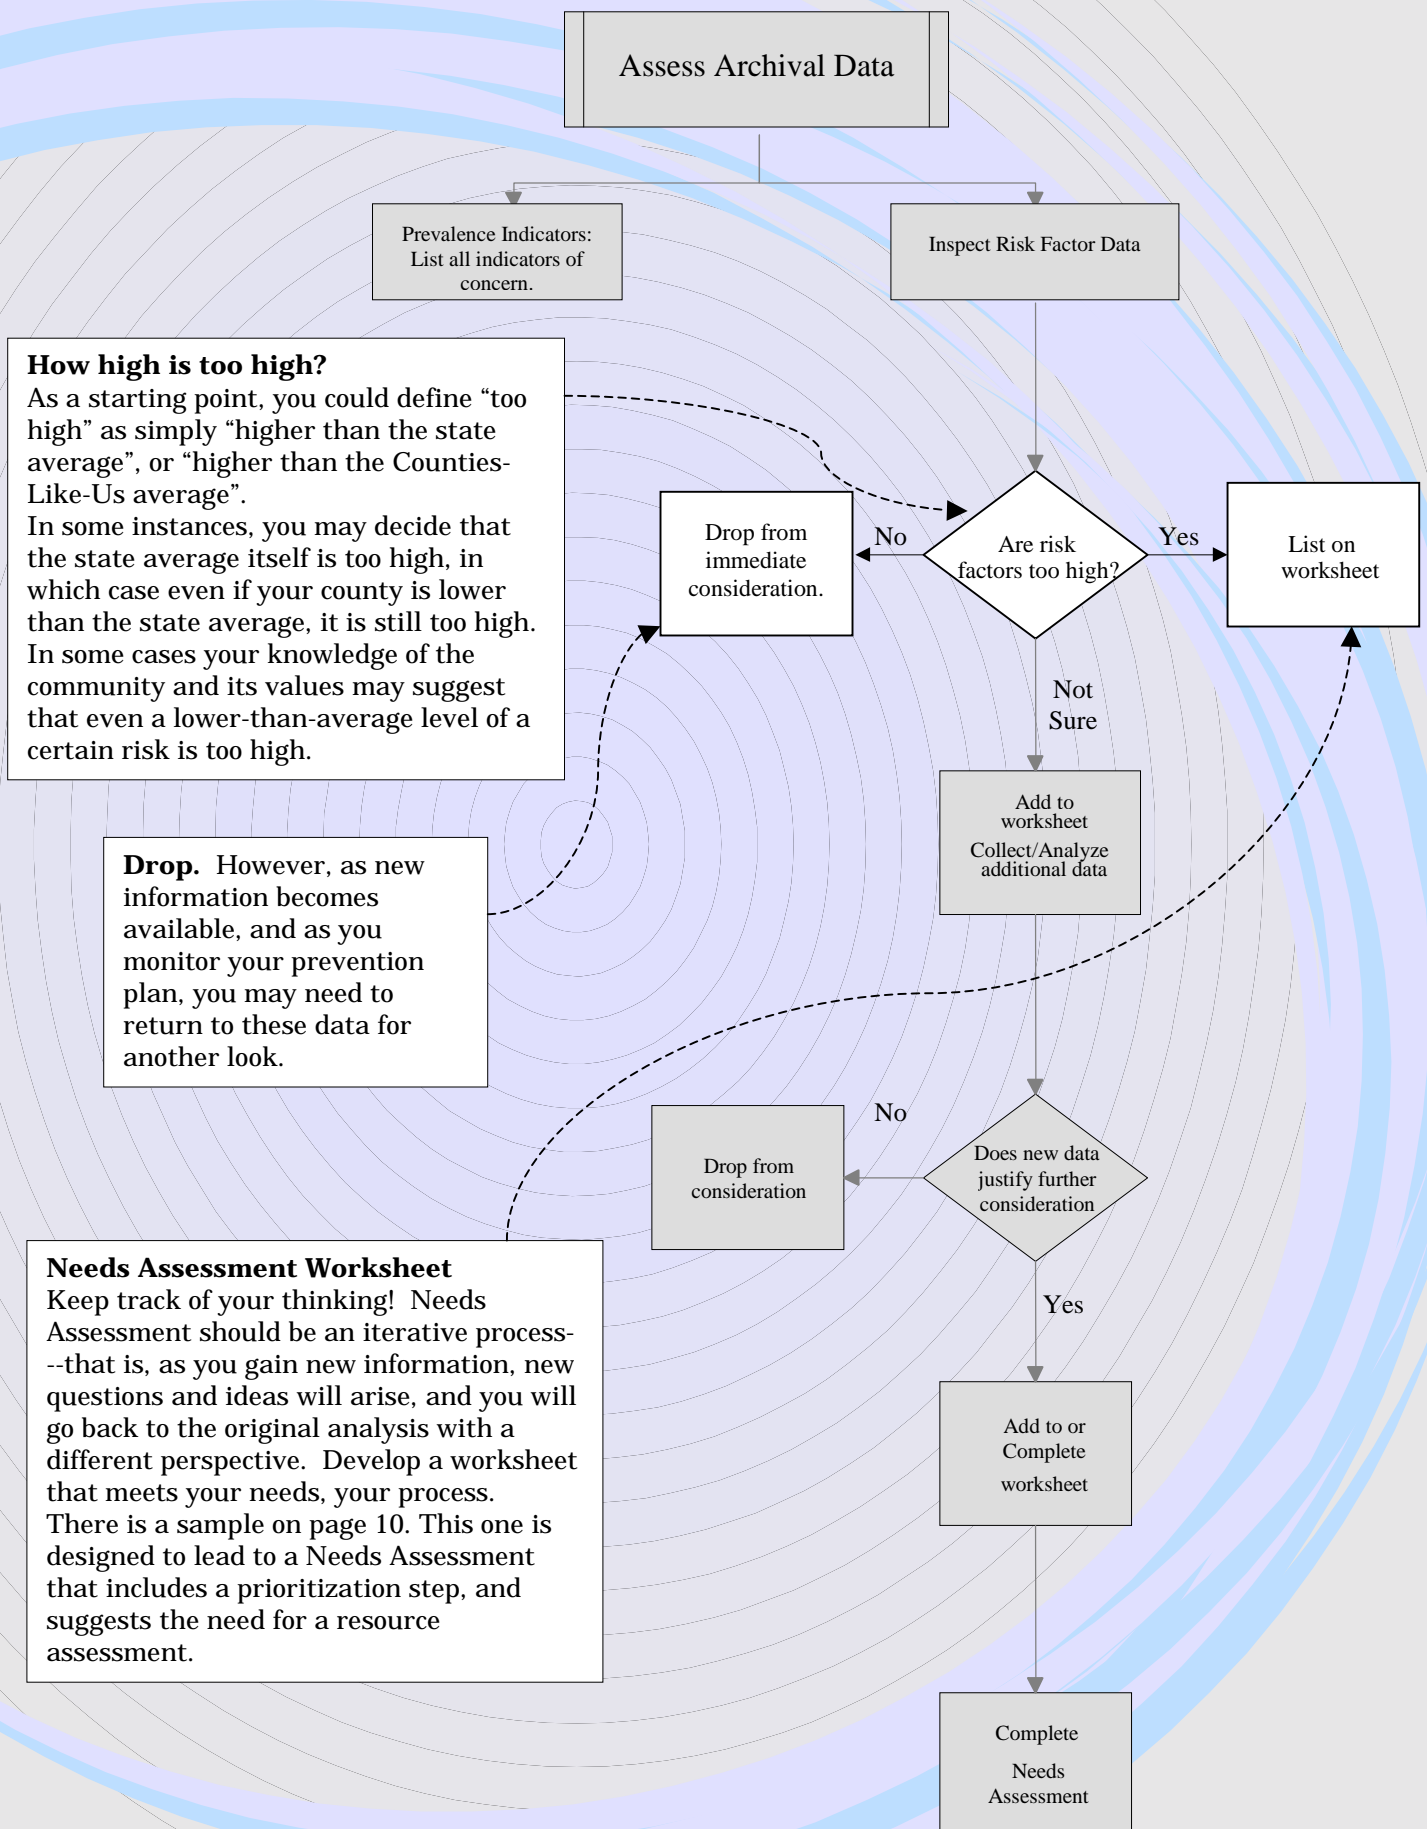 Assess Archival Data
Prevalence Indicators:
List all indicators of
concern.
Inspect Risk Factor Data
How high is too high?
As a starting point, you could define “too
high” as simply “higher than the state
average”, or “higher than the Counties-
Like-Us average”.
In some instances, you may decide that
the state average itself is too high, in
which case even if your county is lower
than the state average, it is still too high.
In some cases your knowledge of the
community and its values may suggest
that even a lower-than-average level of a
certain risk is too high.
Drop from
immediate
consideration.
No
Are risk
factors too high?
Yes
List on
worksheet
Not
Sure
Add to
worksheet
Collect/Analyze
additional data
Drop. However, as new
information becomes
available, and as you
monitor your prevention
plan, you may need to
return to these data for
another look.
No
Drop from
consideration
Does new data
justify further
consideration
Yes
Needs Assessment Worksheet
Keep track of your thinking! Needs
Assessment should be an iterative process-
--that is, as you gain new information, new
questions and ideas will arise, and you will
go back to the original analysis with a
different perspective. Develop a worksheet
that meets your needs, your process.
There is a sample on page 10. This one is
designed to lead to a Needs Assessment
that includes a prioritization step, and
suggests the need for a resource
assessment.
Add to or
Complete
worksheet
Complete
Needs
Assessment